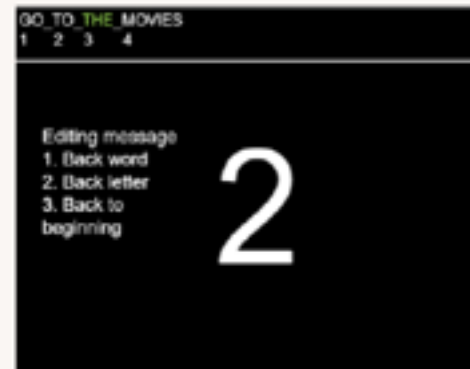 GO_TO_THE_MOVIES
1 2 3 4
Editing message
1. Back word
2. Back letter
3. Back to
beginning
2